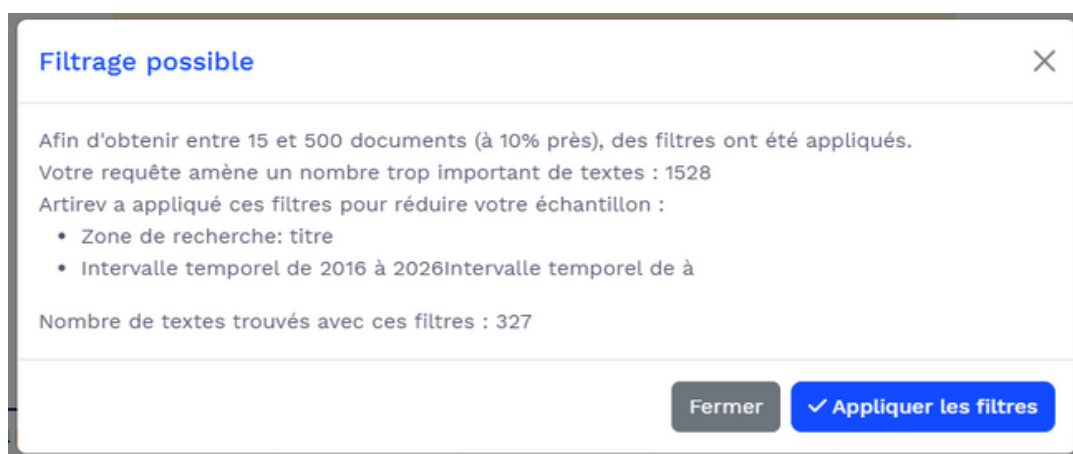 Filtrage possible
Afin d'obtenir entre 15 et 500 documents (à 10% près), des filtres ont été appliqués.
Votre requête amène un nombre trop important de textes : 1528
Artirev a appliqué ces filtres pour réduire votre échantillon :
• Zone de recherche: titre
• Intervalle temporel de 2016 à 2026Intervalle temporel de à
Nombre de textes trouvés avec ces filtres : 327
Fermer ✓ Appliquer les filtres